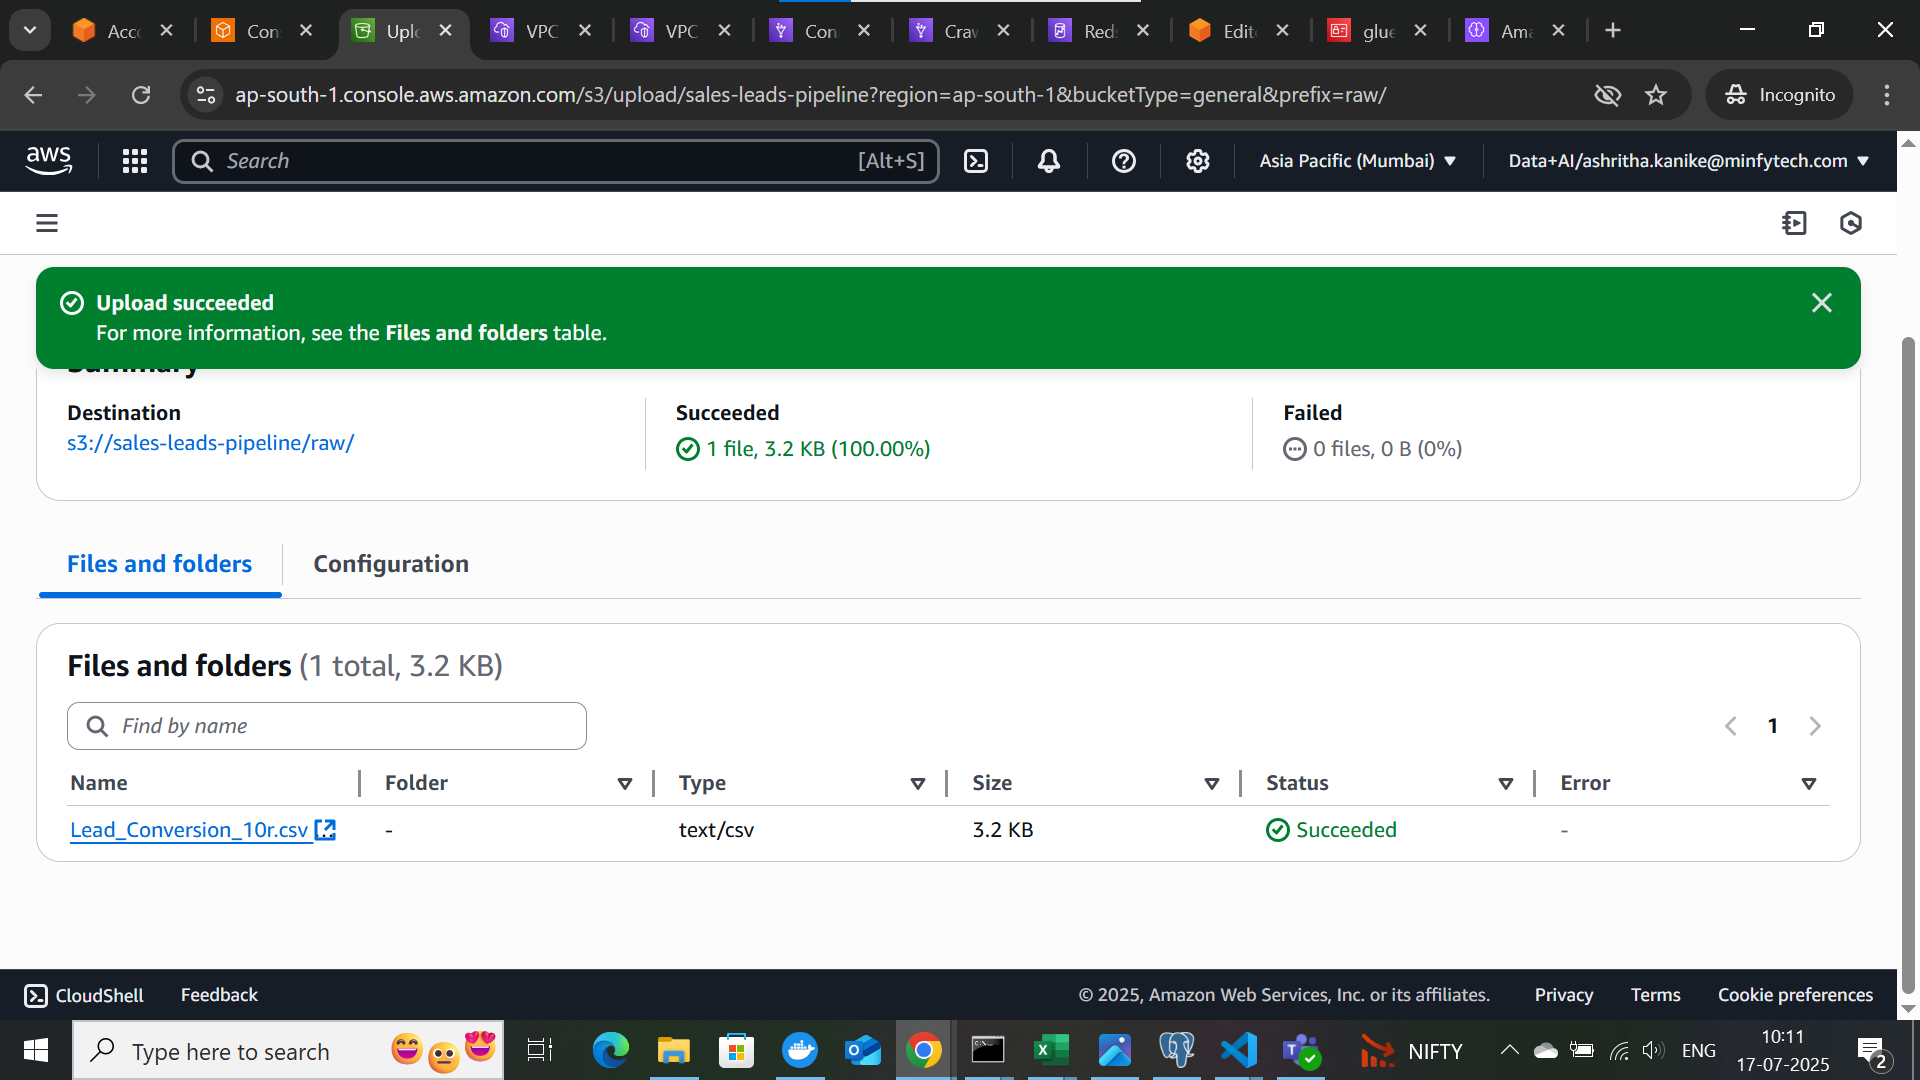 Acc
Con
Uplo
VPC
VPC
Con
Craw
Red
Edit
glue
Ama
ap-south-1.console.aws.amazon.com/s3/upload/sales-leads-pipeline?region=ap-south-1&bucketType=general&prefix=raw/
Incognito
aws
Search
[Alt+S]
Asia Pacific (Mumbai)
Data+AI/ashritha.kanike@minfytech.com
Upload succeeded
For more information, see the Files and folders table.
Summary
Destination
Succeeded
Failed
s3://sales-leads-pipeline/raw/
1 file, 3.2 KB (100.00%)
0 files, 0 B (0%)
Files and folders
Configuration
Files and folders (1 total, 3.2 KB)
Find by name
1
Name
Folder
Type
Size
Status
Error
Lead_Conversion_10r.csv
-
text/csv
3.2 KB
Succeeded
-
CloudShell
Feedback
© 2025, Amazon Web Services, Inc. or its affiliates.
Privacy
Terms
Cookie preferences
Type here to search
NIFTY
ENG
10:11
17-07-2025
2